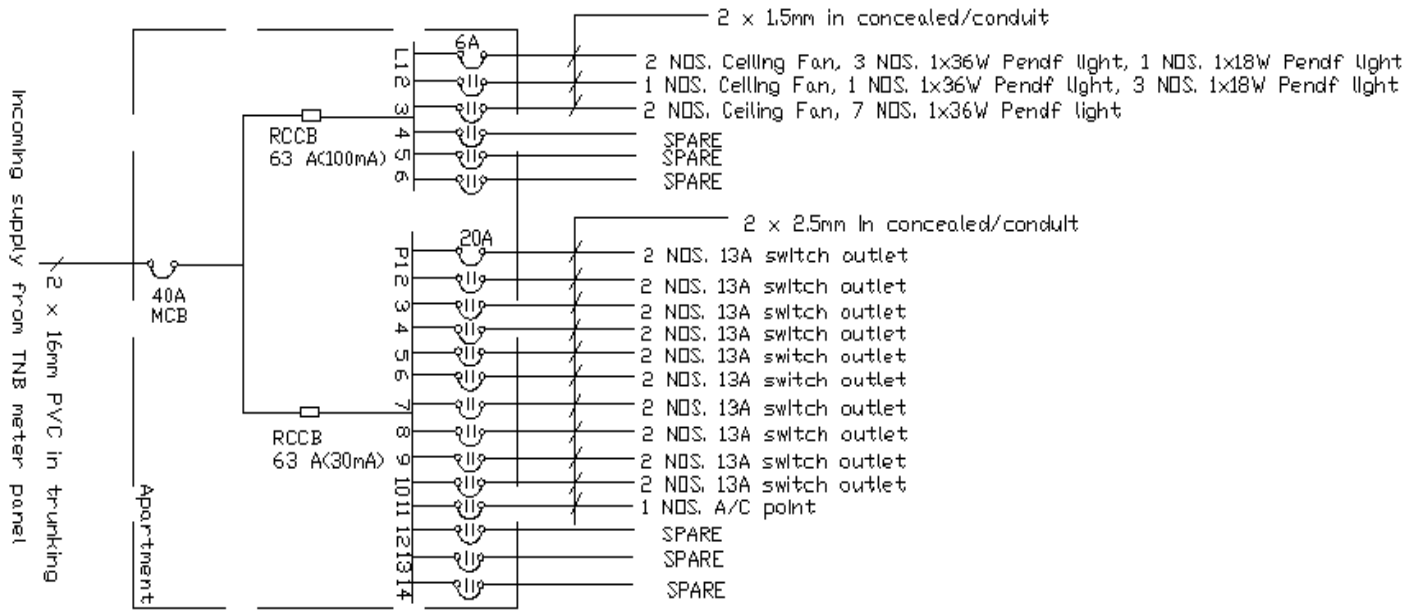 2 x 1.5mm in concealed/conduit
6A
L1 2 NOS. Ceiling Fan, 3 NOS. 1x36W Pendf light, 1 NOS. 1x18W Pendf light
2 1 NOS. Ceiling Fan, 1 NOS. 1x36W Pendf light, 3 NOS. 1x18W Pendf light
3 2 NOS. Ceiling Fan, 7 NOS. 1x36W Pendf light
4 SPARE
5 SPARE
6 SPARE
RCCB
63 A(100mA)
2 x 2.5mm in concealed/conduit
20A
P1 2 NOS. 13A switch outlet
2 2 NOS. 13A switch outlet
3 2 NOS. 13A switch outlet
4 2 NOS. 13A switch outlet
5 2 NOS. 13A switch outlet
6 2 NOS. 13A switch outlet
7 2 NOS. 13A switch outlet
8 2 NOS. 13A switch outlet
9 2 NOS. 13A switch outlet
10 2 NOS. 13A switch outlet
11 1 NOS. A/C point
12 SPARE
13 SPARE
14 SPARE
40A
MCB
RCCB
63 A(30mA)
Incoming supply from TNB meter panel
2 x 16mm PVC in trunking
Apartment